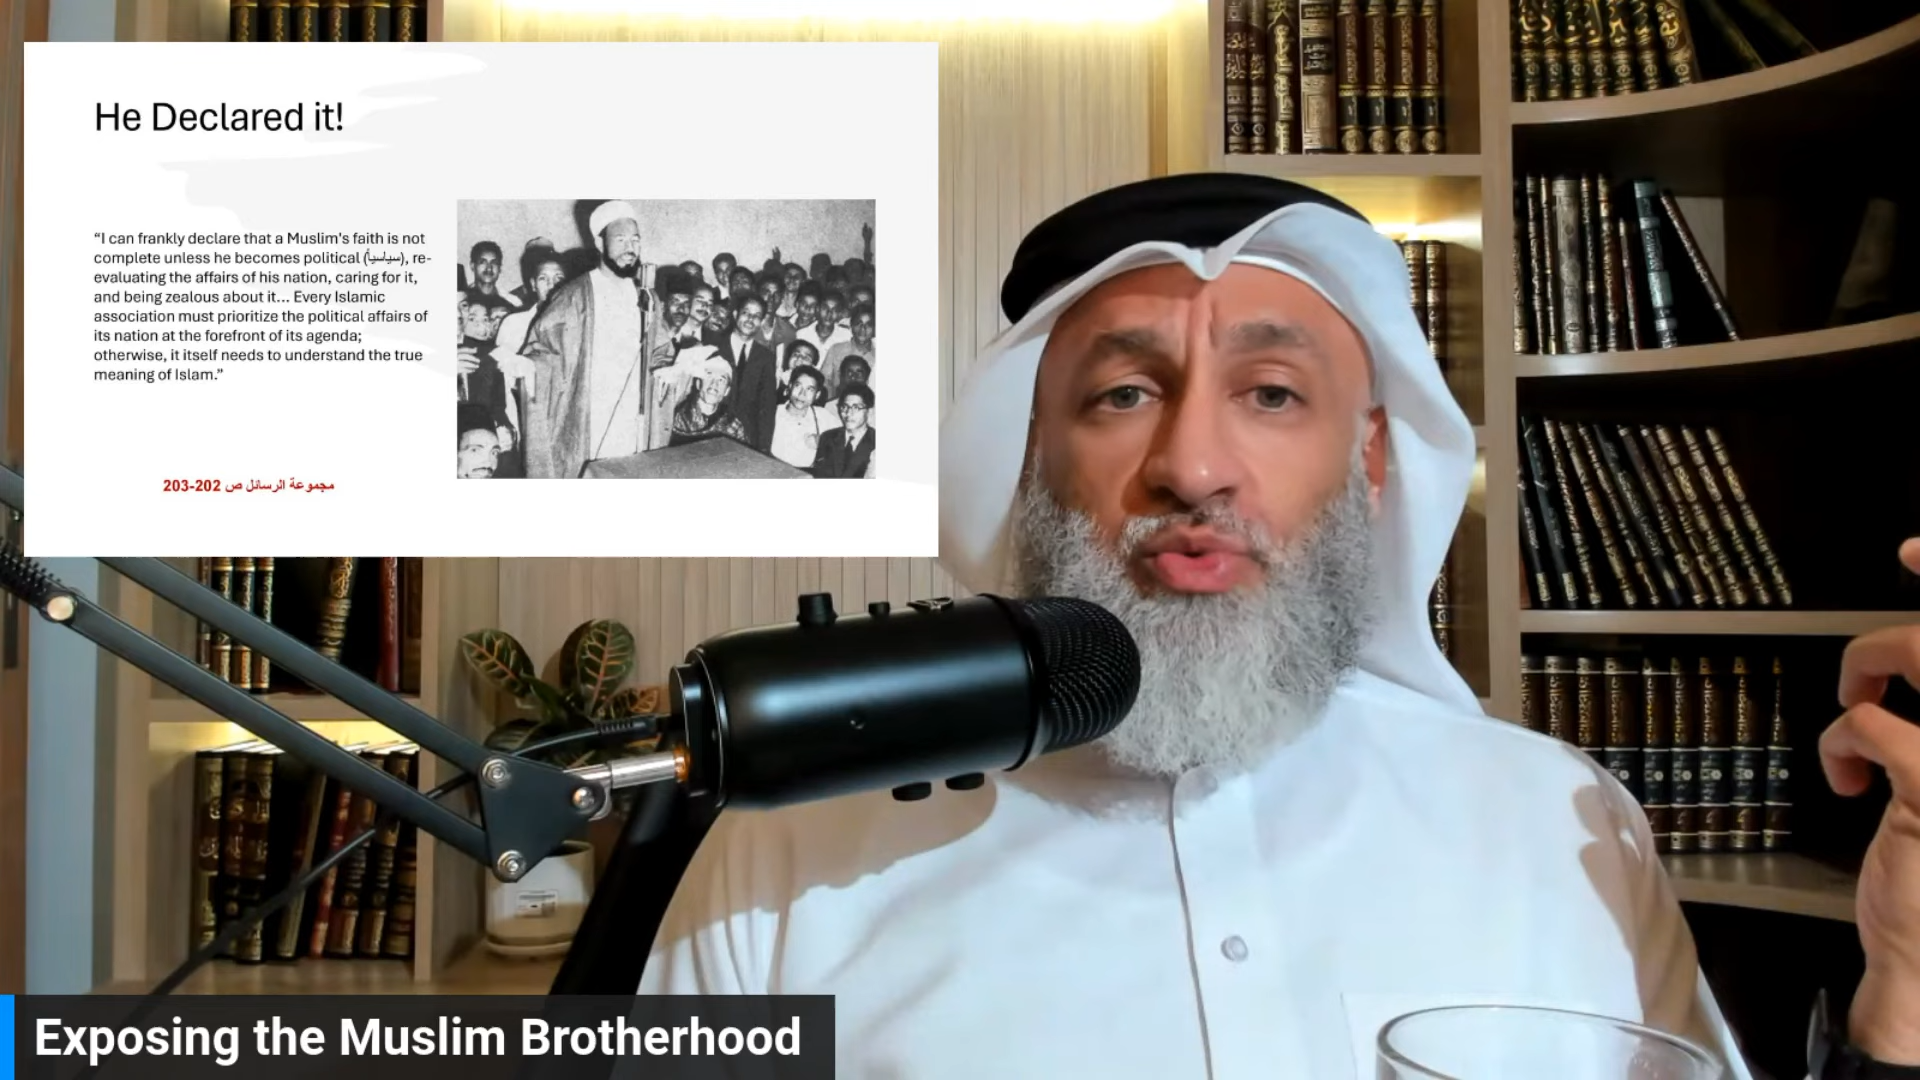 He Declared it!
“I can frankly declare that a Muslim's faith is not
complete unless he becomes political (سياسياً), re-
evaluating the affairs of his nation, caring for it,
and being zealous about it... Every Islamic
association must prioritize the political affairs of
its nation at the forefront of its agenda;
otherwise, it itself needs to understand the true
meaning of Islam.”
مجموعة الرسائل ص 202-203
Exposing the Muslim Brotherhood